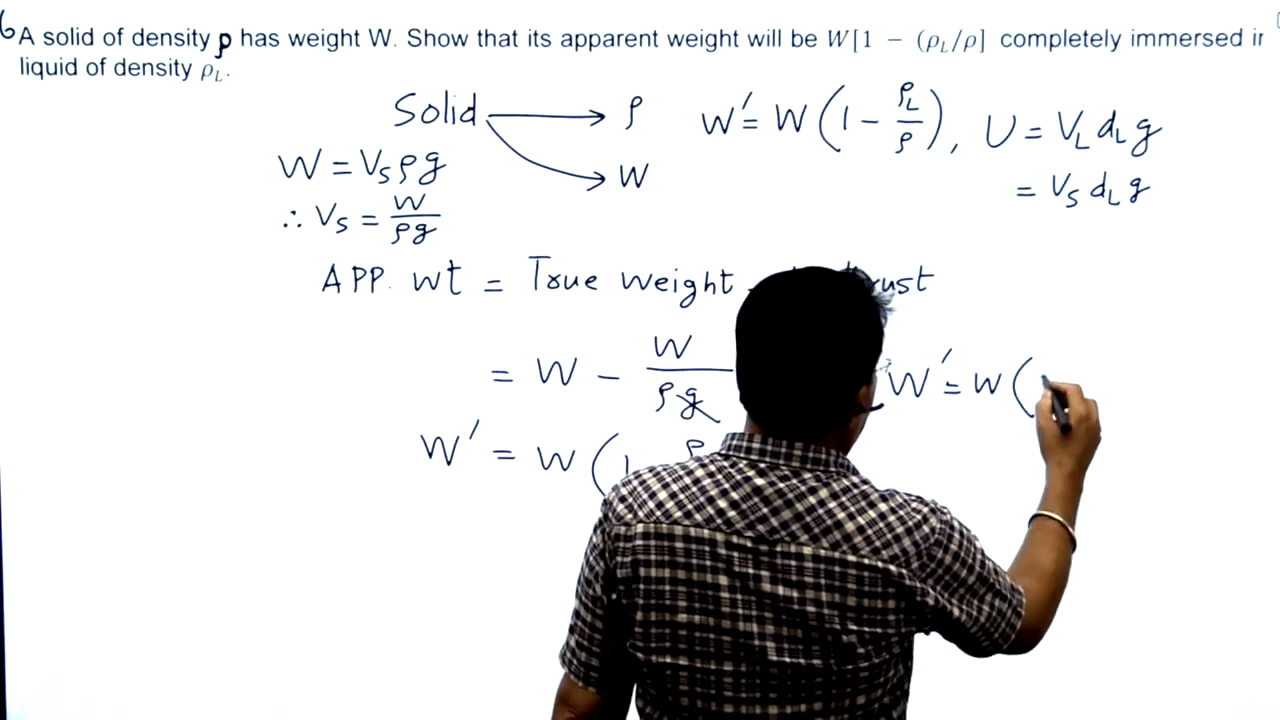 6 A solid of density ρ has weight W. Show that its apparent weight will be W[1 − (ρL/ρ] completely immersed in
liquid of density ρL.
Solid → ρ W′ = W(1 − ρL/ρ), U = VL dL g
W = Vs ρ g → W = Vs dL g
∴ Vs = W/ρg
APP. wt = True weight
= W − W/ρg W′ = W(
W′ = W(1